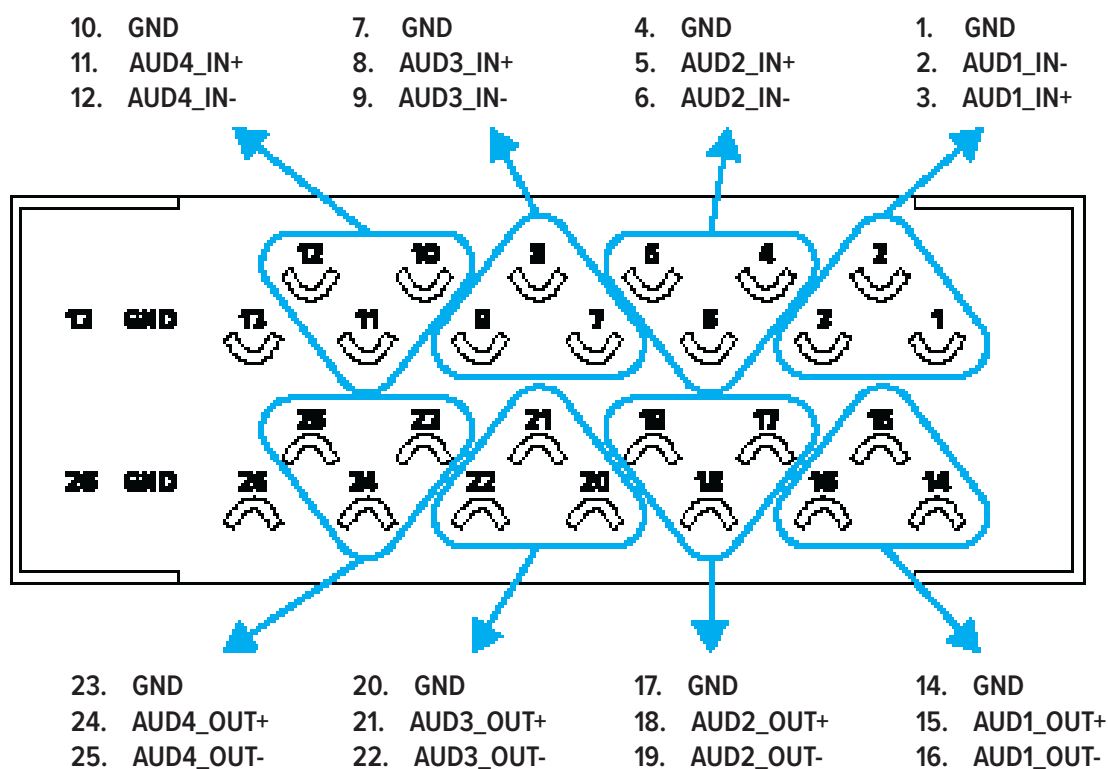 10. GND 7. GND 4. GND 1. GND
11. AUD4_IN+ 8. AUD3_IN+ 5. AUD2_IN+ 2. AUD1_IN-
12. AUD4_IN- 9. AUD3_IN- 6. AUD2_IN- 3. AUD1_IN+
12 10 8 6 4 2
13 GND 13 11 9 7 5 3 1
25 23 21 19 17 15
26 GND 26 24 22 20 18 16 14
23. GND 20. GND 17. GND 14. GND
24. AUD4_OUT+ 21. AUD3_OUT+ 18. AUD2_OUT+ 15. AUD1_OUT+
25. AUD4_OUT- 22. AUD3_OUT- 19. AUD2_OUT- 16. AUD1_OUT-